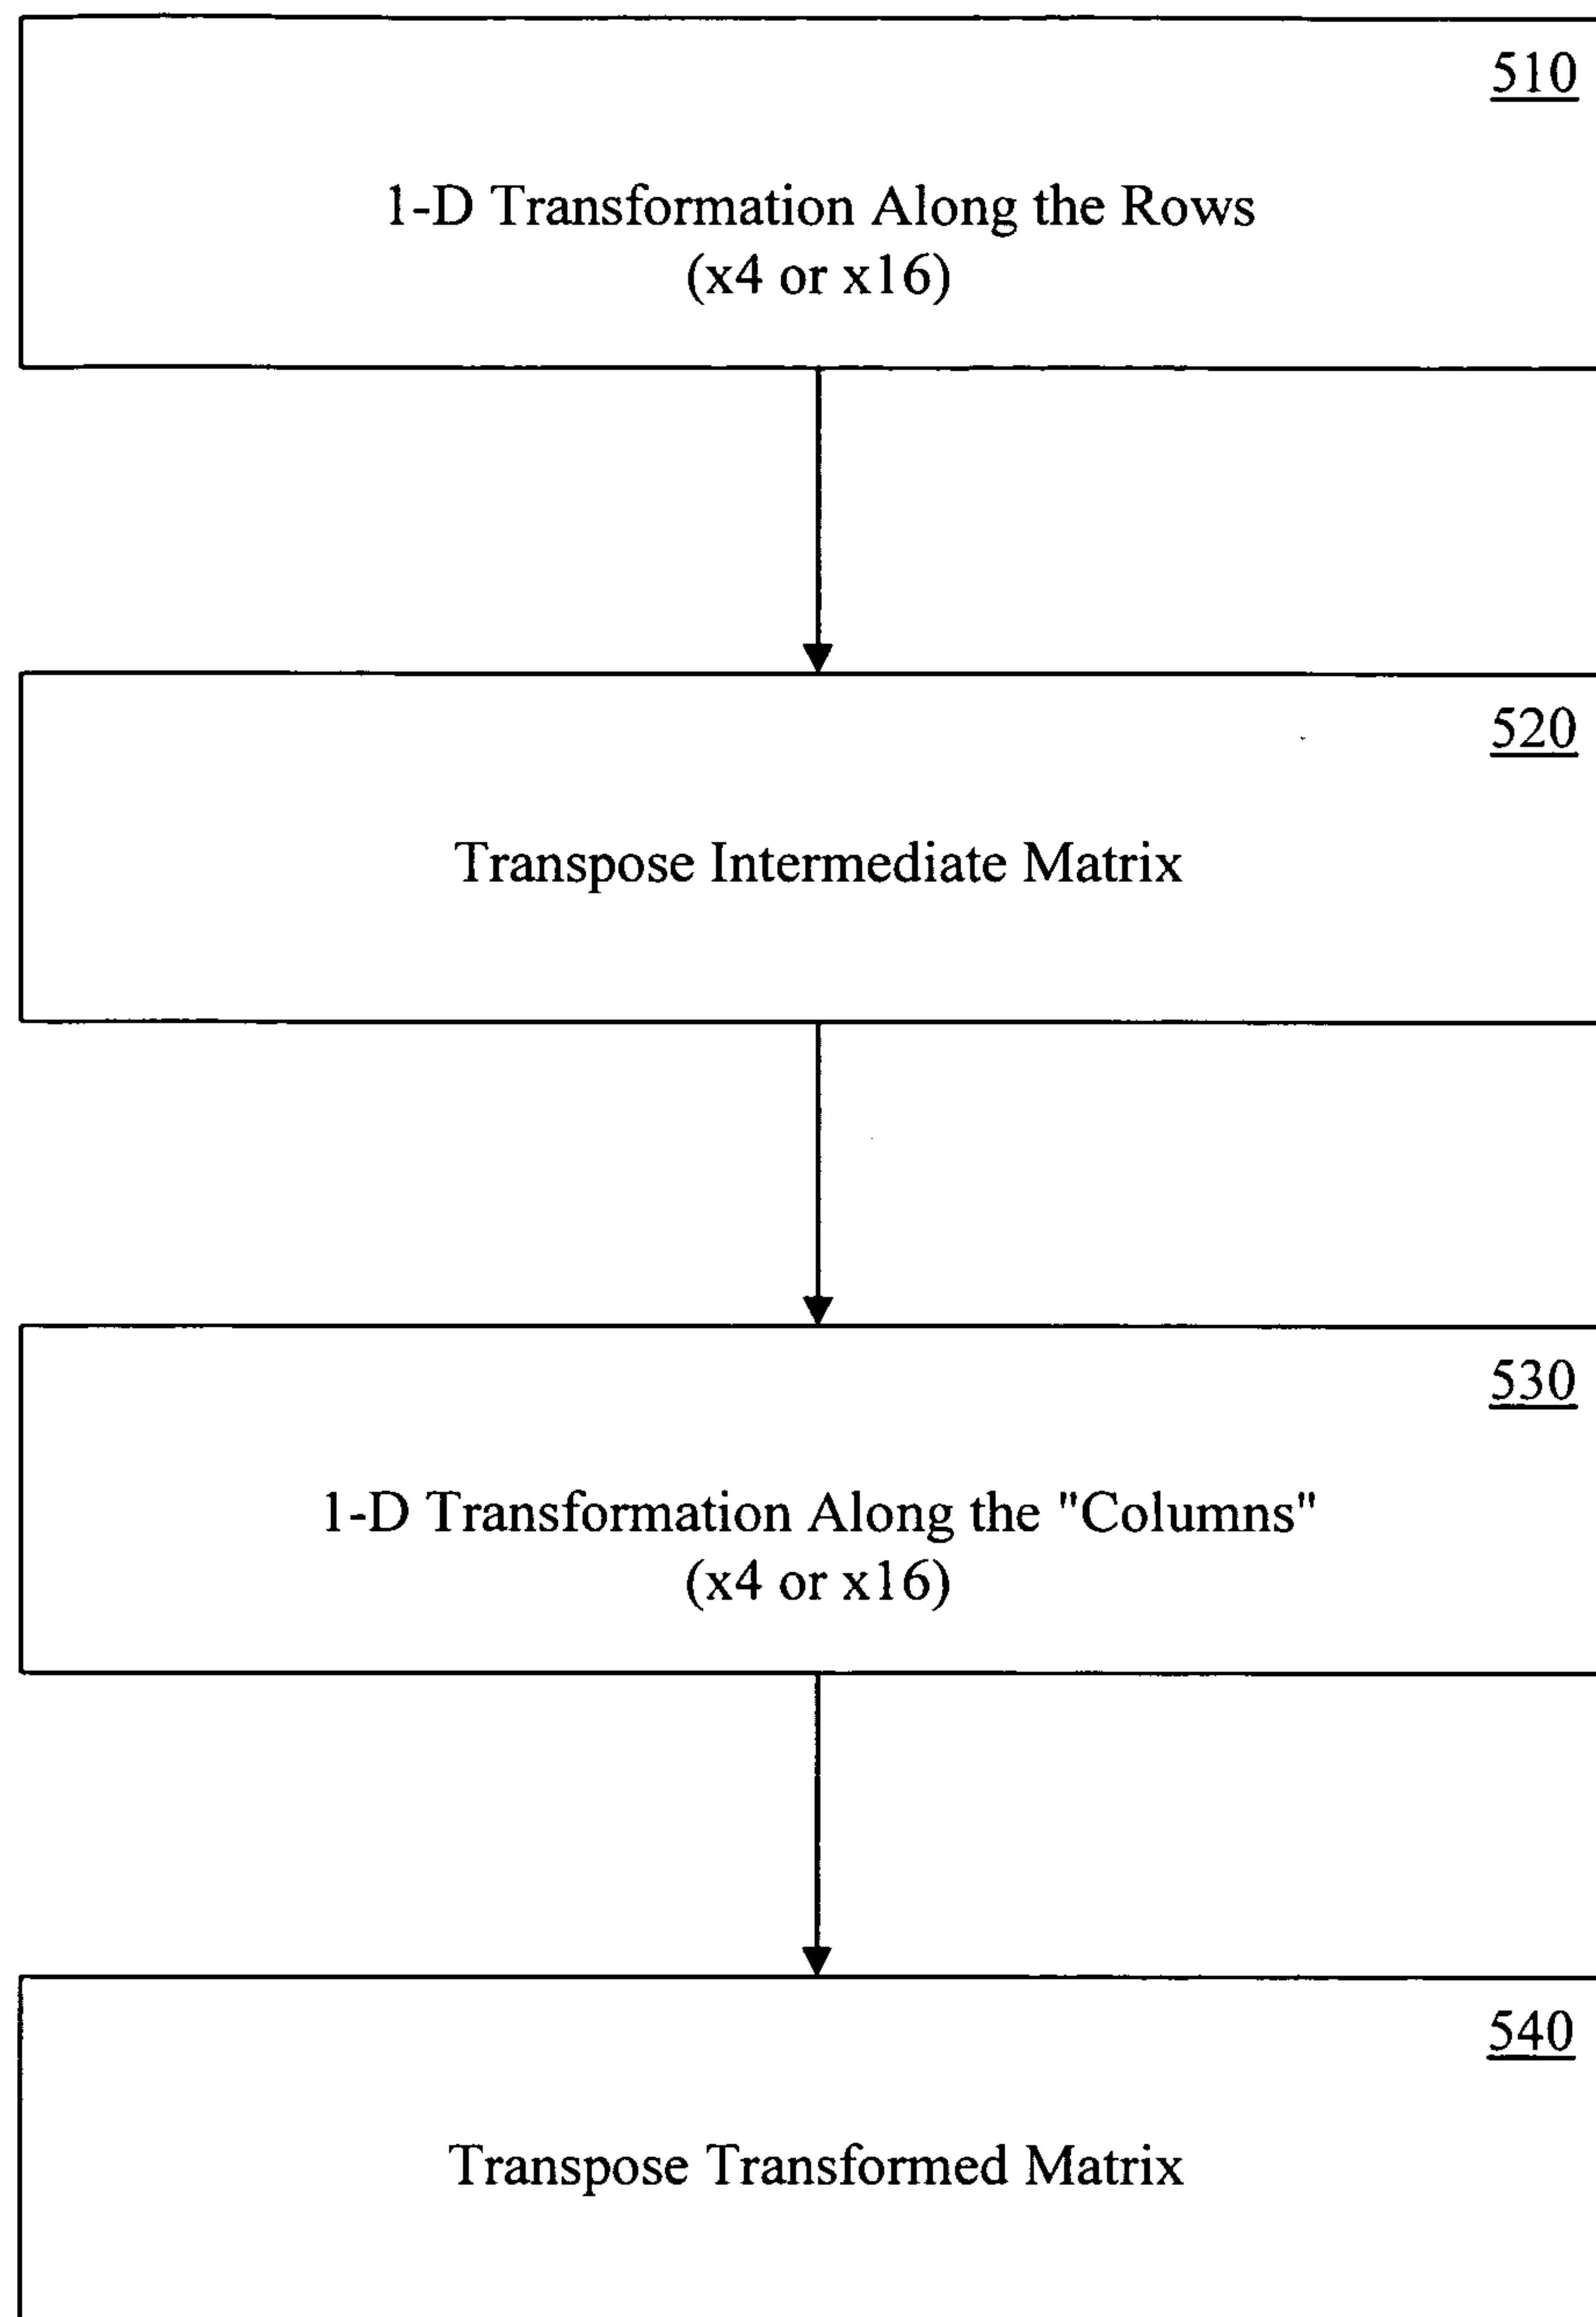 510
1-D Transformation Along the Rows
(x4 or x16)
520
Transpose Intermediate Matrix
530
1-D Transformation Along the "Columns"
(x4 or x16)
540
Transpose Transformed Matrix